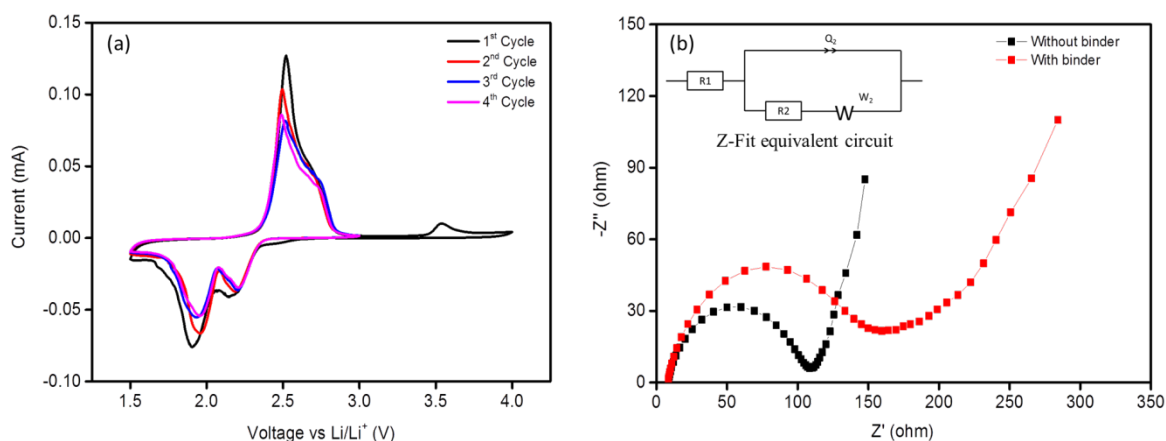 (a)
1st Cycle
2nd Cycle
3rd Cycle
4th Cycle
0.15
0.10
0.05
0.00
-0.05
-0.10
Current (mA)
1.5 2.0 2.5 3.0 3.5 4.0
Voltage vs Li/Li+ (V)
(b)
Q2
R1
R2
W2
Z-Fit equivalent circuit
Without binder
With binder
150
120
90
60
30
0
-Z" (ohm)
0 50 100 150 200 250 300 350
Z' (ohm)